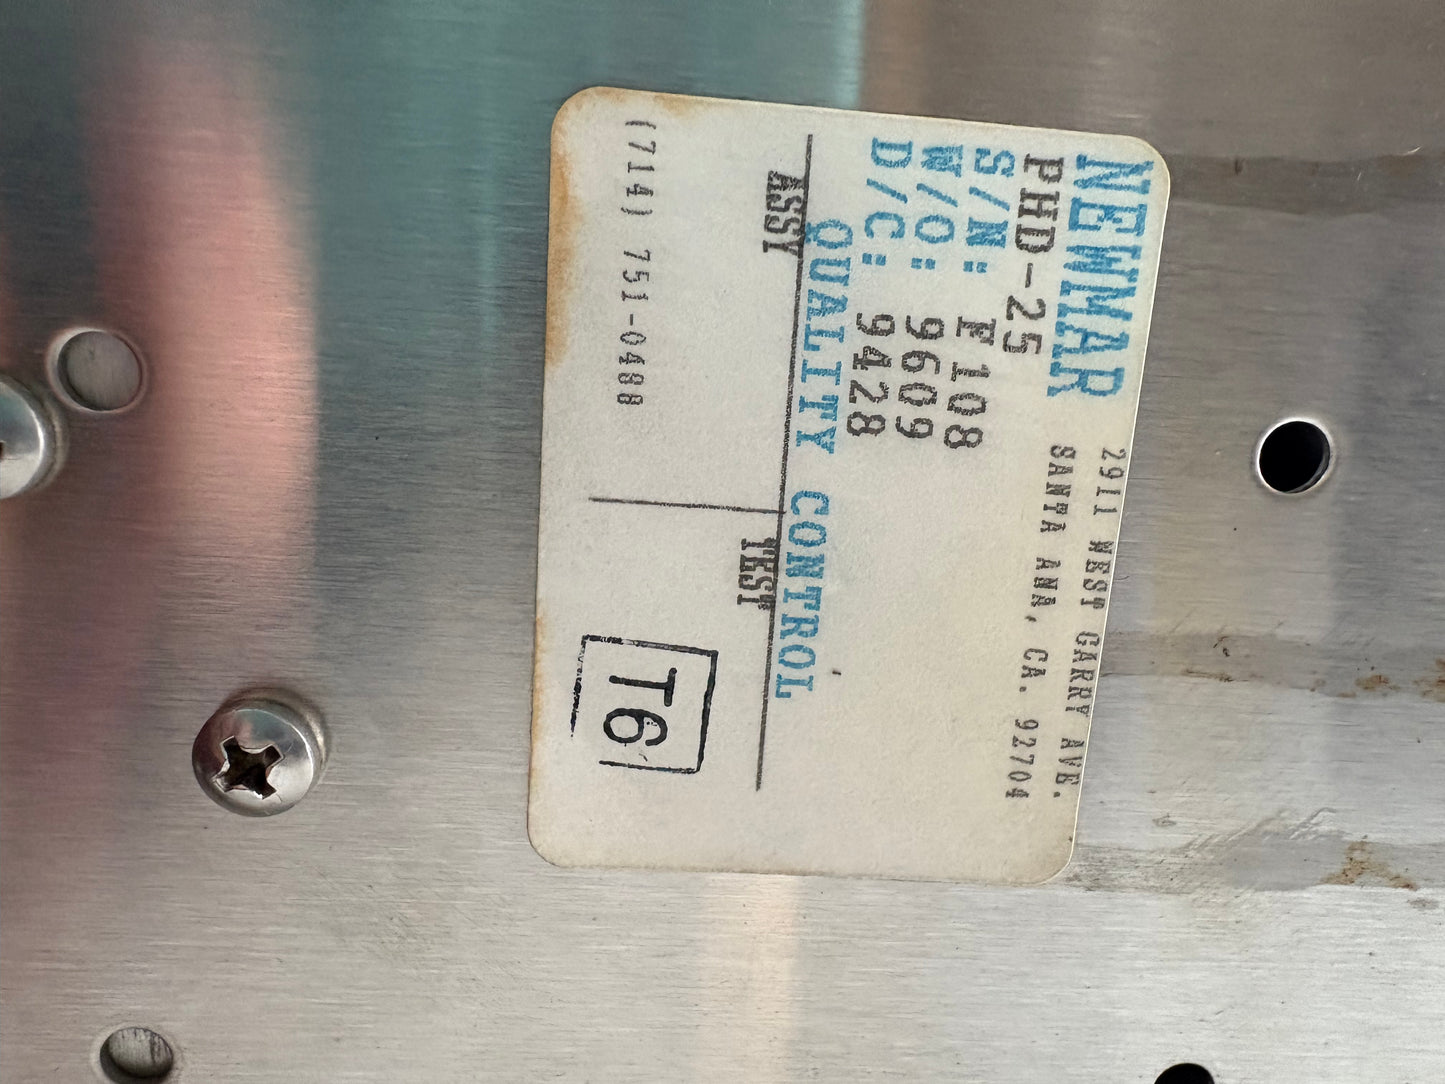 NEWMAR
2911 WEST GARRY AVE.
SANTA ANA, CA. 92704
PHD-25
S/N: F108
W/O: 9609
D/C: 9428
QUALITY CONTROL
ASSY
TEST
T6
(714) 751-0488